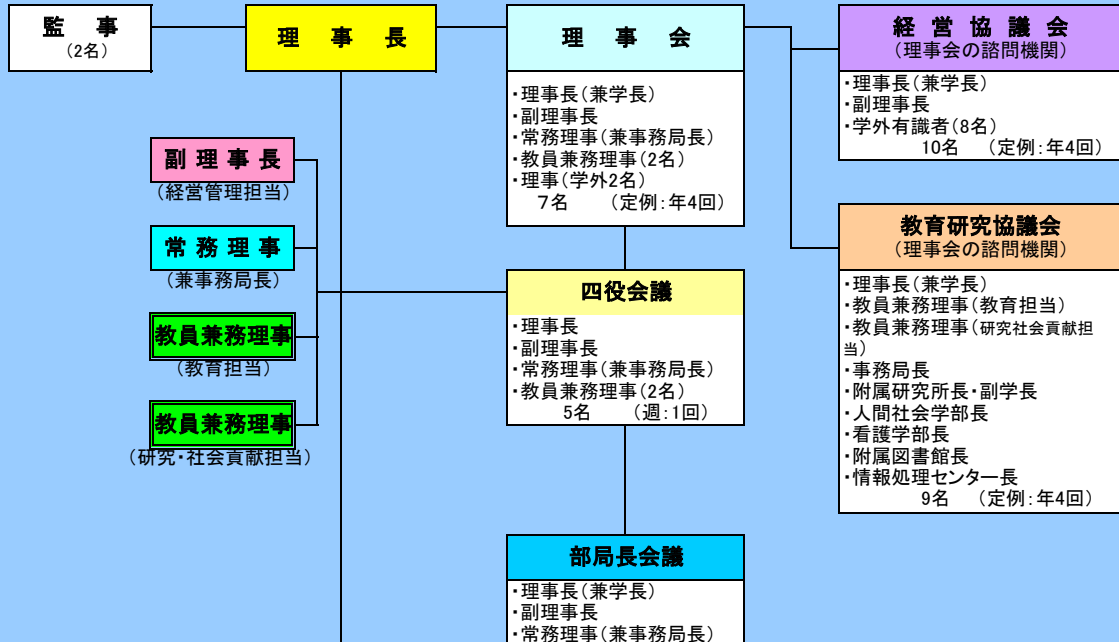 監 事
(2名)
理 事 長
理 事 会
・理事長(兼学長)
・副理事長
・常務理事(兼事務局長)
・教員兼務理事(2名)
・理事(学外2名)
7名 (定例:年4回)
経 営 協 議 会
(理事会の諮問機関)
・理事長(兼学長)
・副理事長
・学外有識者(8名)
10名 (定例:年4回)
副 理 事 長
(経営管理担当)
常 務 理 事
(兼事務局長)
教員兼務理事
(教育担当)
教員兼務理事
(研究・社会貢献担当)
四役会議
・理事長
・副理事長
・常務理事(兼事務局長)
・教員兼務理事(2名)
5名 (週:1回)
教育研究協議会
(理事会の諮問機関)
・理事長(兼学長)
・教員兼務理事(教育担当)
・教員兼務理事(研究社会貢献担
当)
・事務局長
・附属研究所長・副学長
・人間社会学部長
・看護学部長
・附属図書館長
・情報処理センター長
9名 (定例:年4回)
部局長会議
・理事長(兼学長)
・副理事長
・常務理事(兼事務局長)